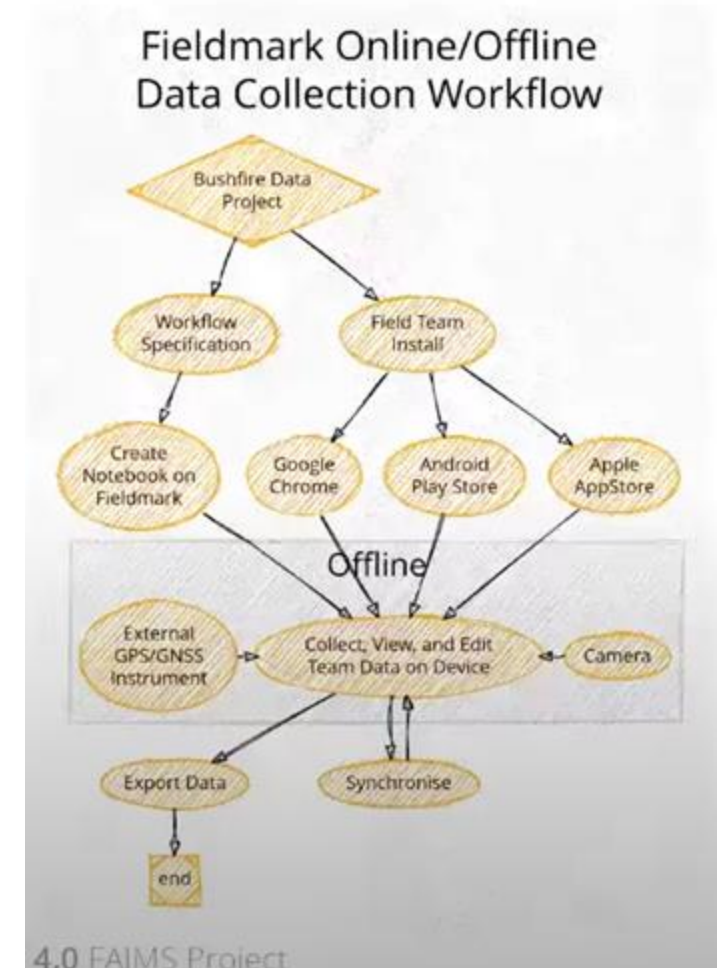 Fieldmark Online/Offline
Data Collection Workflow
Bushfire Data
Project
Workflow
Specification
Field Team
Install
Create
Notebook on
Fieldmark
Google
Chrome
Android
Play Store
Apple
AppStore
Offline
External
GPS/GNSS
Instrument
Collect, View, and Edit
Team Data on Device
Camera
Export Data
Synchronise
end
4.0 FAIMS Project